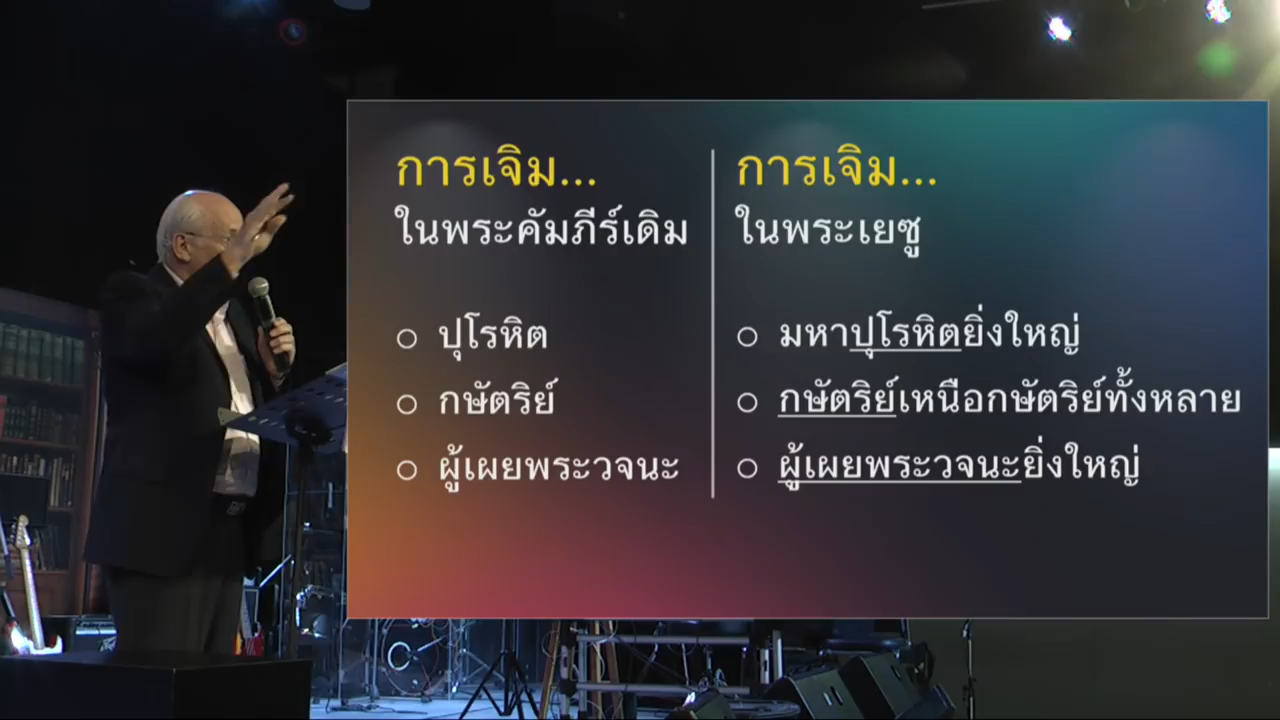 การเจิม...
ในพระคัมภีร์เดิม
○ ปุโรหิต
○ กษัตริย์
○ ผู้เผยพระวจนะ
การเจิม...
ในพระเยซู
○ มหาปุโรหิตยิ่งใหญ่
○ กษัตริย์เหนือกษัตริย์ทั้งหลาย
○ ผู้เผยพระวจนะยิ่งใหญ่